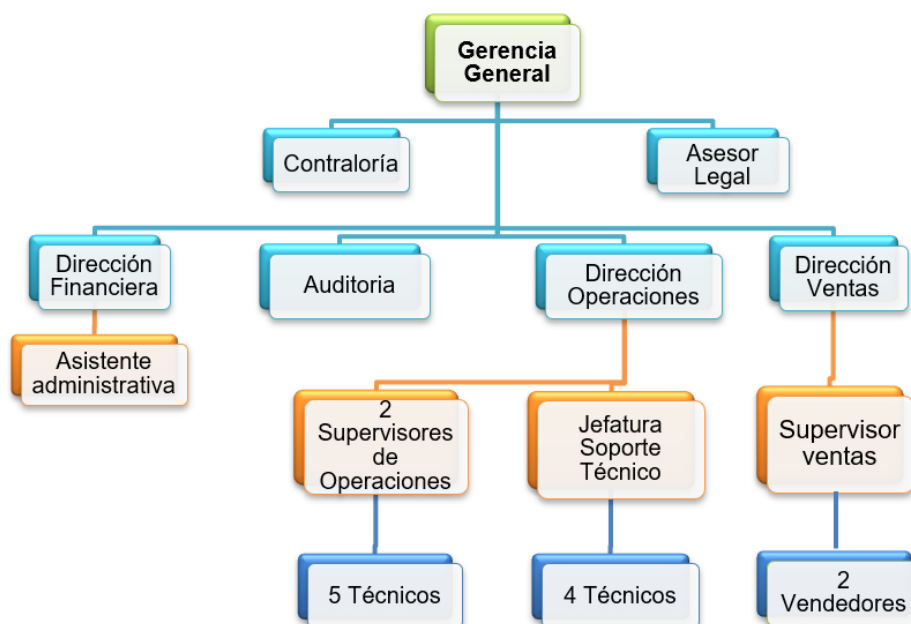 Gerencia
General
Contraloría
Asesor
Legal
Dirección
Financiera
Auditoria
Dirección
Operaciones
Dirección
Ventas
Asistente
administrativa
2
Supervisores
de
Operaciones
Jefatura
Soporte
Técnico
Supervisor
ventas
5 Técnicos
4 Técnicos
2
Vendedores